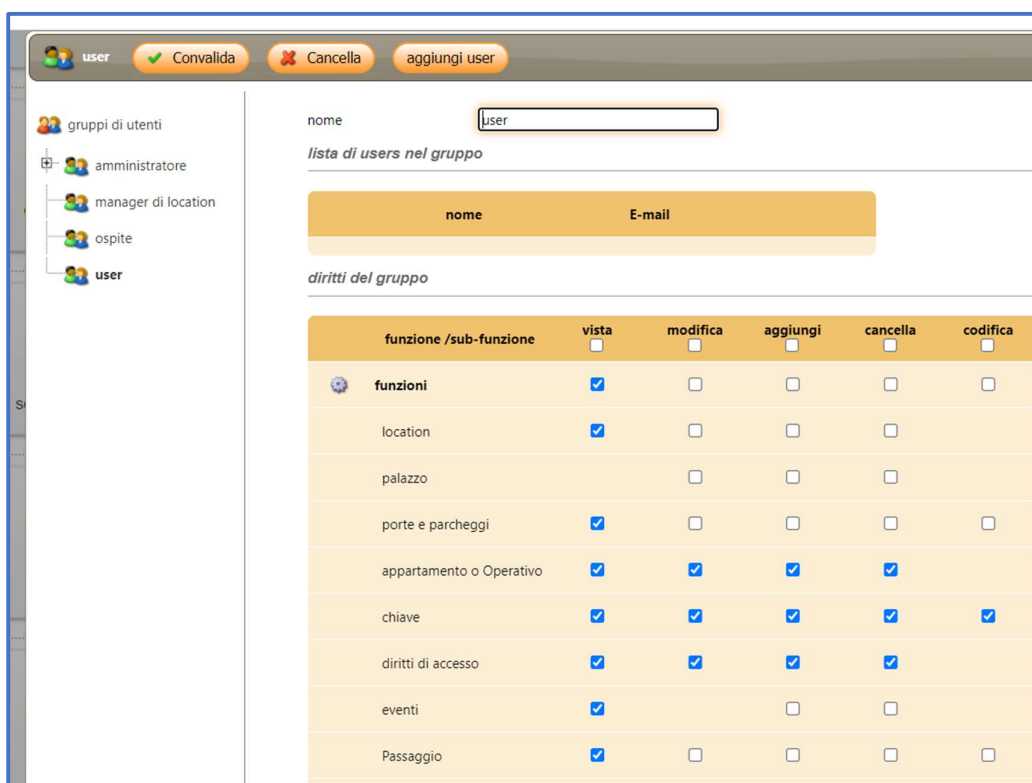 user Convalida Cancella aggiungi user
gruppi di utenti
amministratore
manager di location
ospite
user
nome user
lista di users nel gruppo
nome E-mail
diritti del gruppo
funzione /sub-funzione vista modifica aggiungi cancella codifica
funzioni
location
palazzo
porte e parcheggi
appartamento o Operativo
chiave
diritti di accesso
eventi
Passaggio